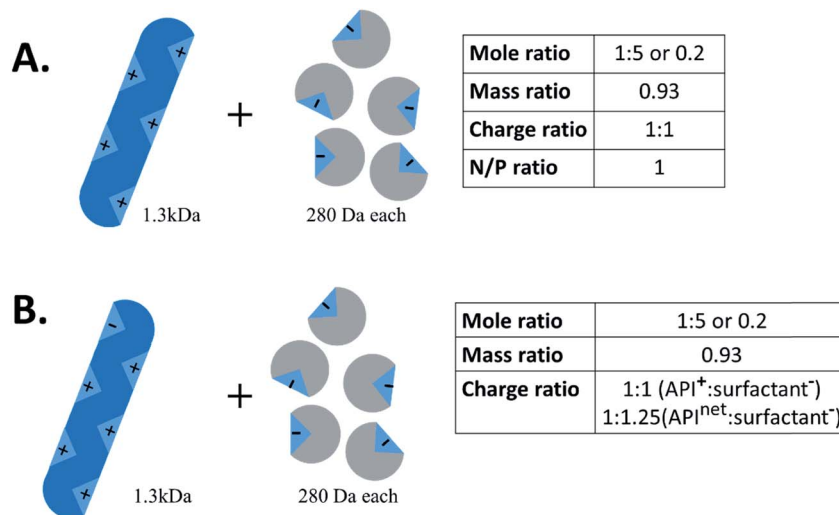 A.
+
+
+
+
+
+
-
-
-
-
-
1.3kDa
280 Da each
Mole ratio 1:5 or 0.2
Mass ratio 0.93
Charge ratio 1:1
N/P ratio 1
B.
-
+
+
+
+
+
+
-
-
-
-
-
1.3kDa
280 Da each
Mole ratio 1:5 or 0.2
Mass ratio 0.93
Charge ratio 1:1 (API⁺:surfactant⁻)
1:1.25(APIⁿᵉᵗ:surfactant⁻)